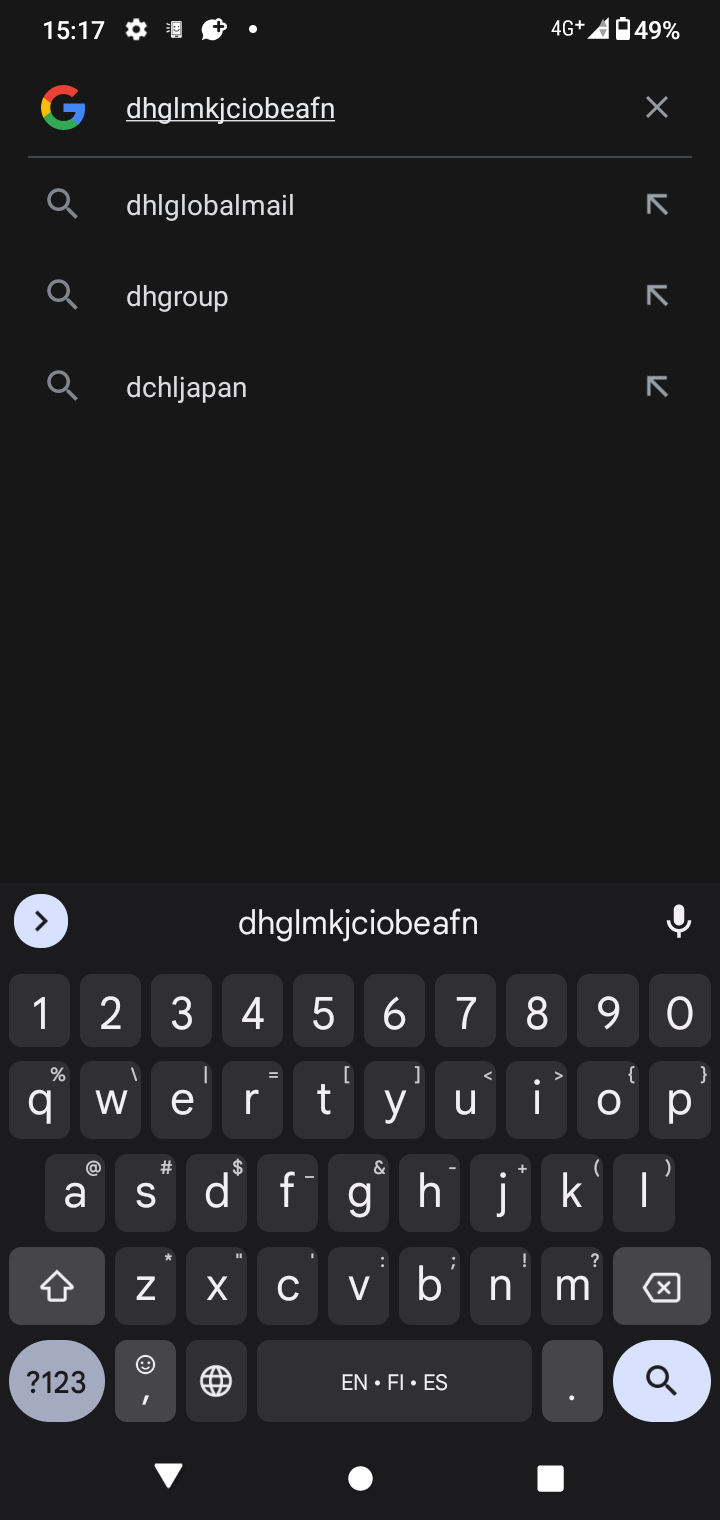 15:17 4G+ 49%
dhglmkjciobeafn
dhlglobalmail
dhgroup
dchljapan
dhglmkjciobeafn
1 2 3 4 5 6 7 8 9 0
% \ | = [ ] < > { }
q w e r t y u i o p
@ # $ _ & - + ( )
a s d f g h j k l
* " ' : ; ! ?
z x c v b n m
?123 , EN • FI • ES .